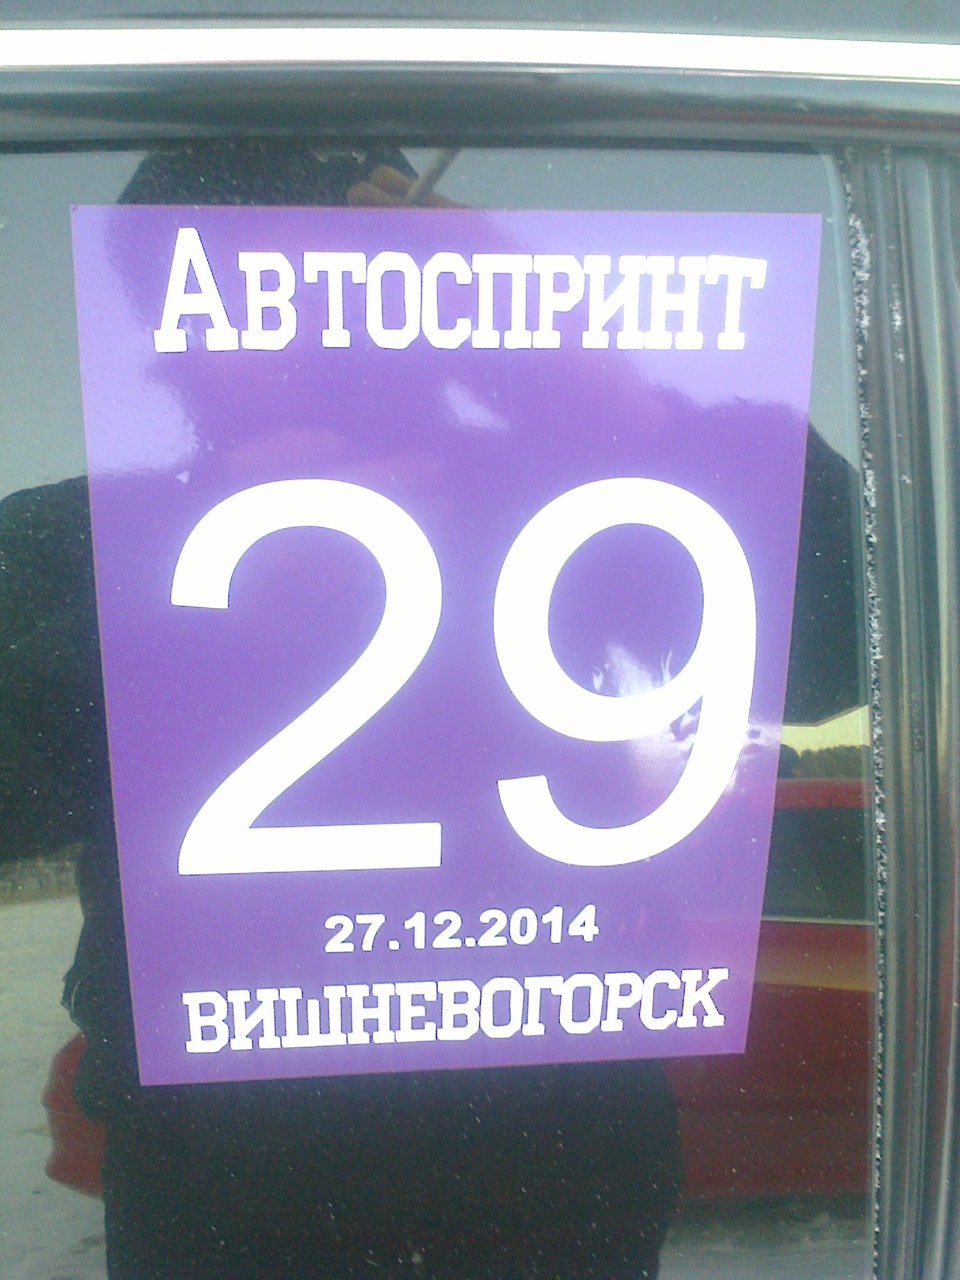 Автоспринт
29
27.12.2014
ВИШНЕВОГОРСК